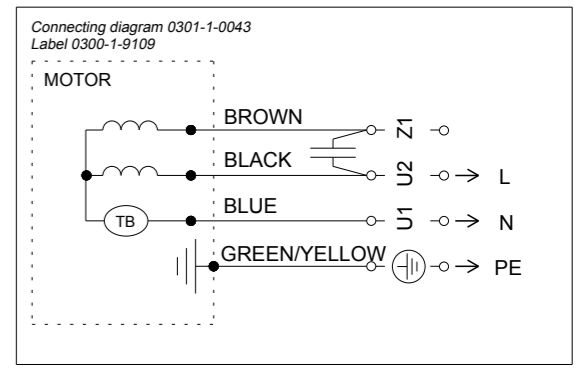 Connecting diagram 0301-1-0043
Label 0300-1-9109
MOTOR
BROWN
Z1
BLACK
U2
L
BLUE
TB
U1
N
GREEN/YELLOW
PE